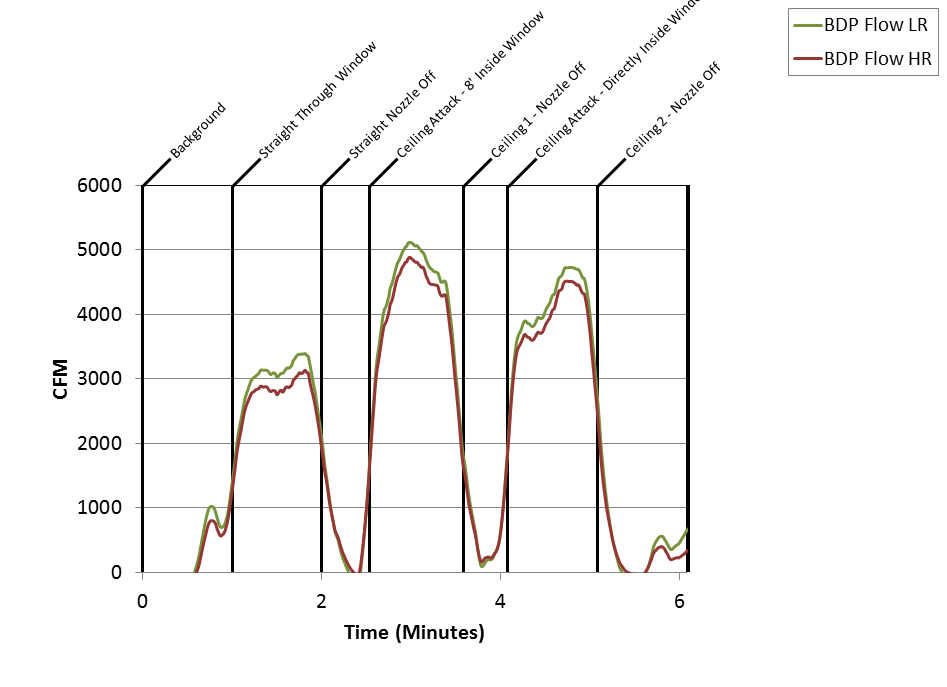 BDP Flow LR
BDP Flow HR
Background
Straight Through Window
Straight Nozzle Off
Ceiling Attack - 8' Inside Window
Ceiling 1 - Nozzle Off
Ceiling Attack - Directly Inside
Ceiling 2 - Nozzle Off
6000
5000
4000
3000
2000
1000
0
CFM
0 2 4 6
Time (Minutes)